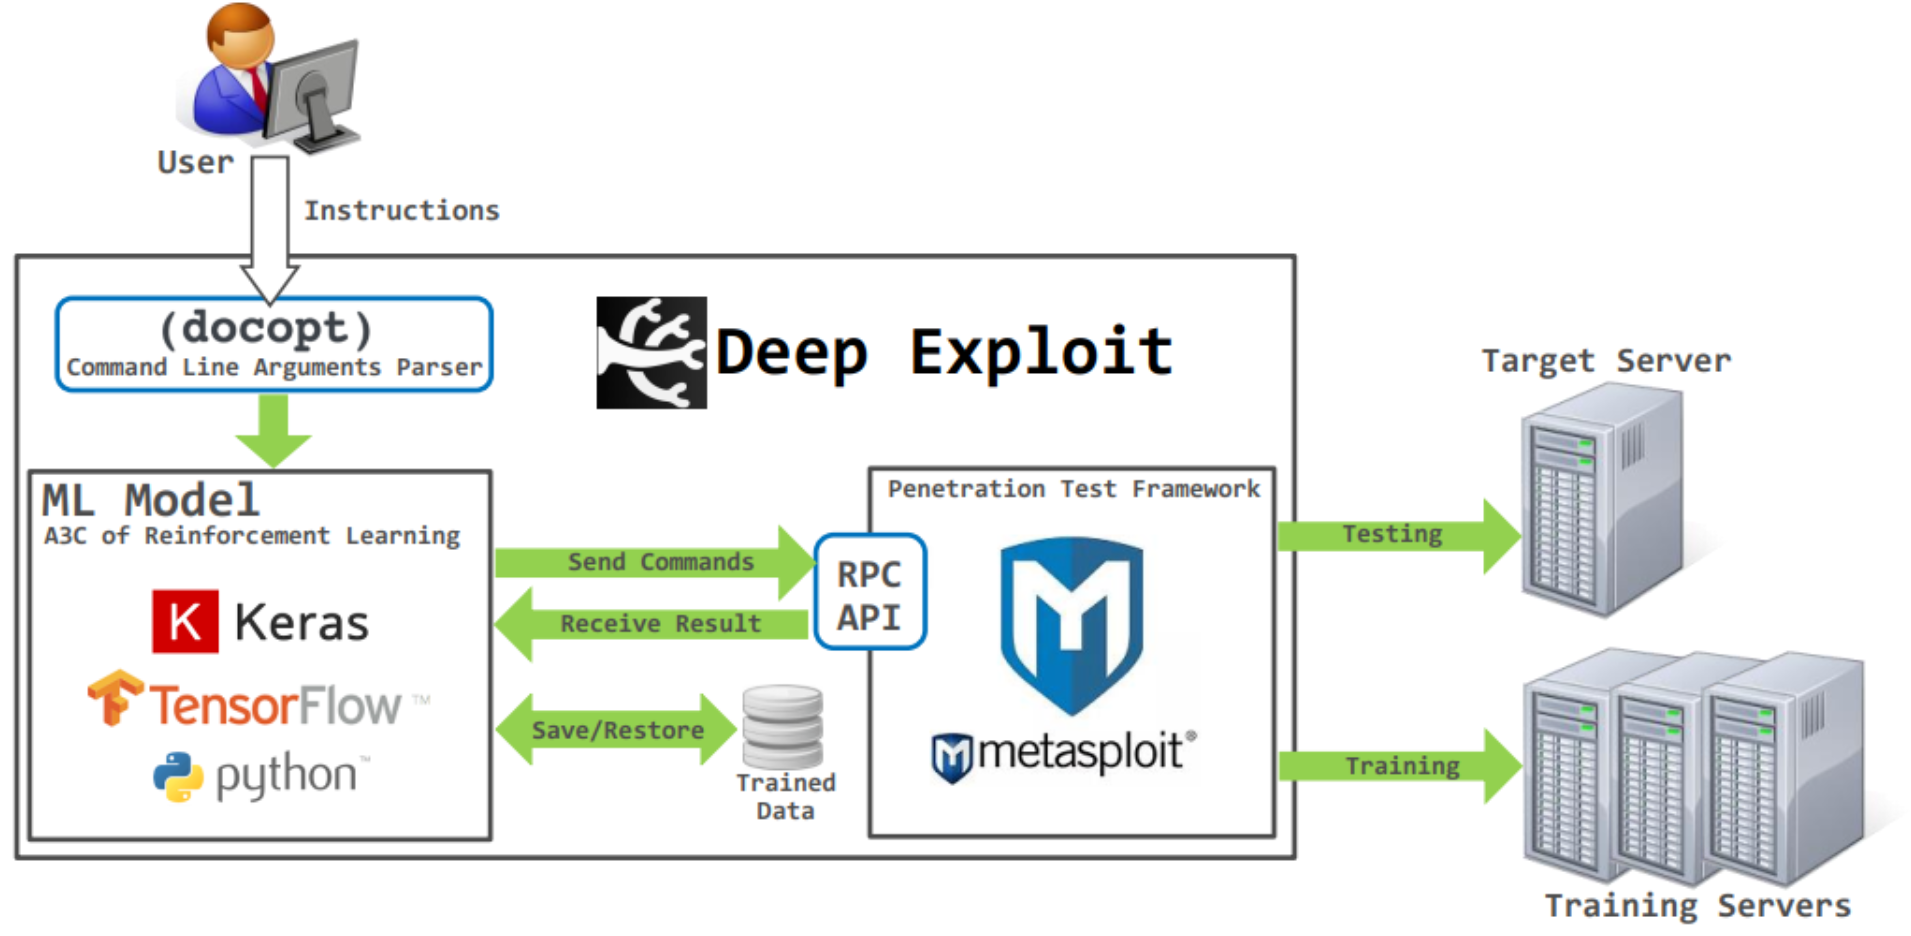 User
Instructions
(docopt)
Command Line Arguments Parser
Deep Exploit
ML Model
A3C of Reinforcement Learning
K Keras
TensorFlow™
python™
Send Commands
Receive Result
Save/Restore
Trained
Data
RPC
API
Penetration Test Framework
M
M metasploit®
Testing
Training
Target Server
Training Servers